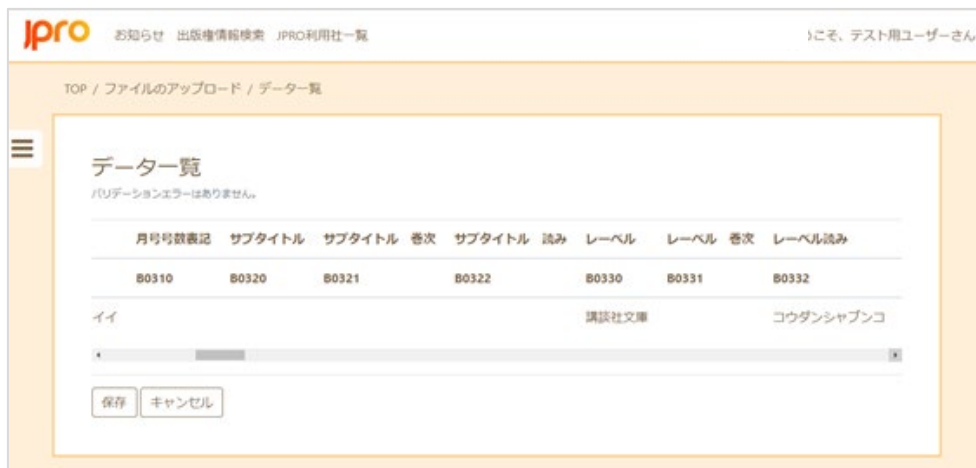 jpro お知らせ 出版権情報検索 JPRO利用社一覧 こそ、テスト用ユーザーさん
TOP / ファイルのアップロード / データ一覧
データ一覧
バリデーションエラーはありません。
月号号数表記 サブタイトル サブタイトル 巻次 サブタイトル 読み レーベル レーベル 巻次 レーベル読み
B0310 B0320 B0321 B0322 B0330 B0331 B0332
イイ 講談社文庫 コウダンシャブンコ
保存 キャンセル